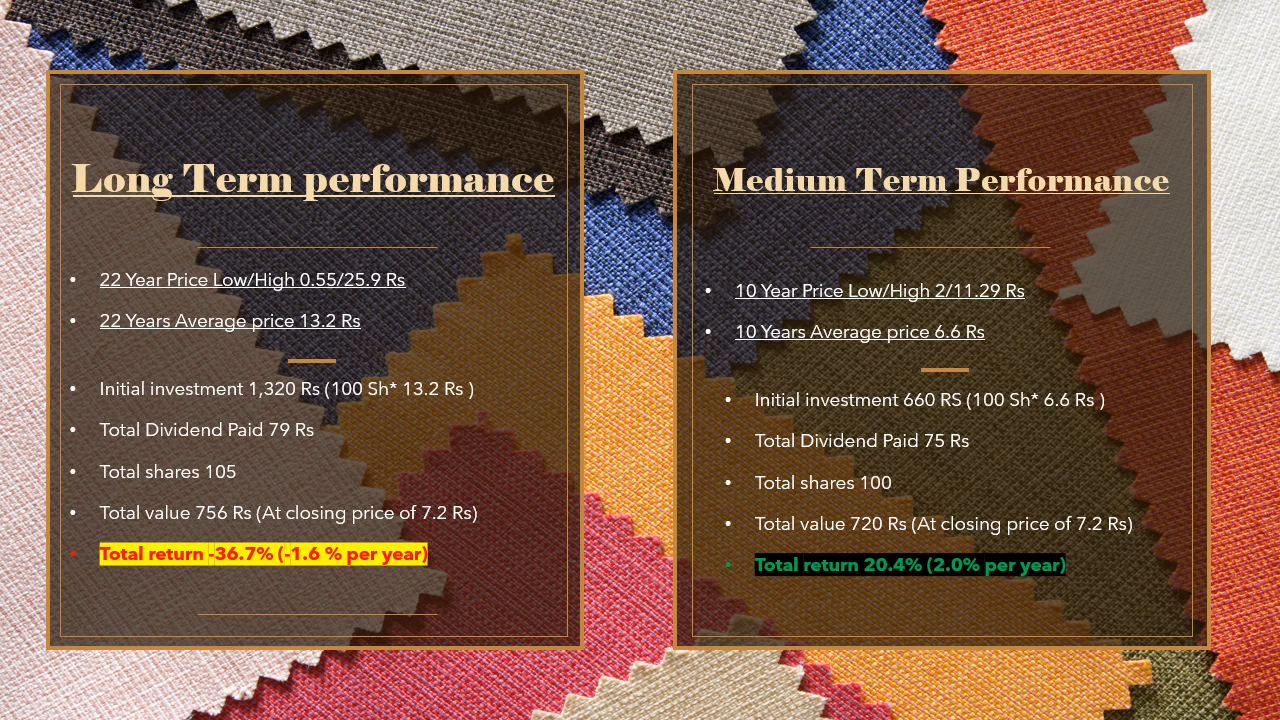 Long Term performance
• 22 Year Price Low/High 0.55/25.9 Rs
• 22 Years Average price 13.2 Rs
• Initial investment 1,320 Rs (100 Sh* 13.2 Rs )
• Total Dividend Paid 79 Rs
• Total shares 105
• Total value 756 Rs (At closing price of 7.2 Rs)
• Total return -36.7% (-1.6 % per year)
Medium Term Performance
• 10 Year Price Low/High 2/11.29 Rs
• 10 Years Average price 6.6 Rs
• Initial investment 660 RS (100 Sh* 6.6 Rs )
• Total Dividend Paid 75 Rs
• Total shares 100
• Total value 720 Rs (At closing price of 7.2 Rs)
• Total return 20.4% (2.0% per year)